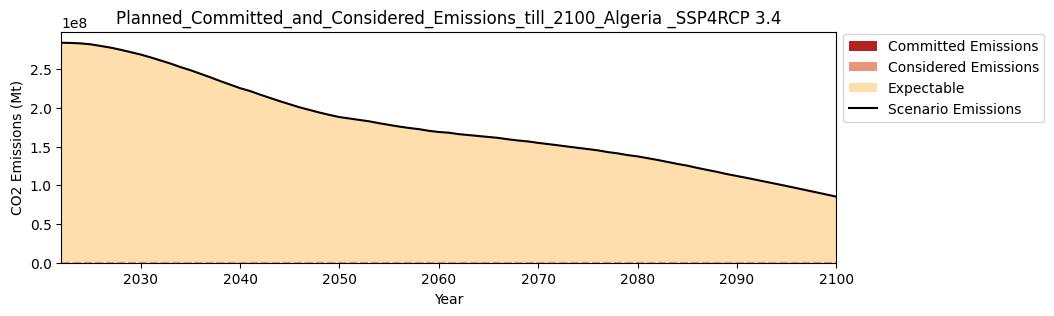 Planned_Committed_and_Considered_Emissions_till_2100_Algeria _SSP4RCP 3.4
1e8
2.5
2.0
1.5
1.0
0.5
0.0
CO2 Emissions (Mt)
2030 2040 2050 2060 2070 2080 2090 2100
Year
Committed Emissions
Considered Emissions
Expectable
Scenario Emissions